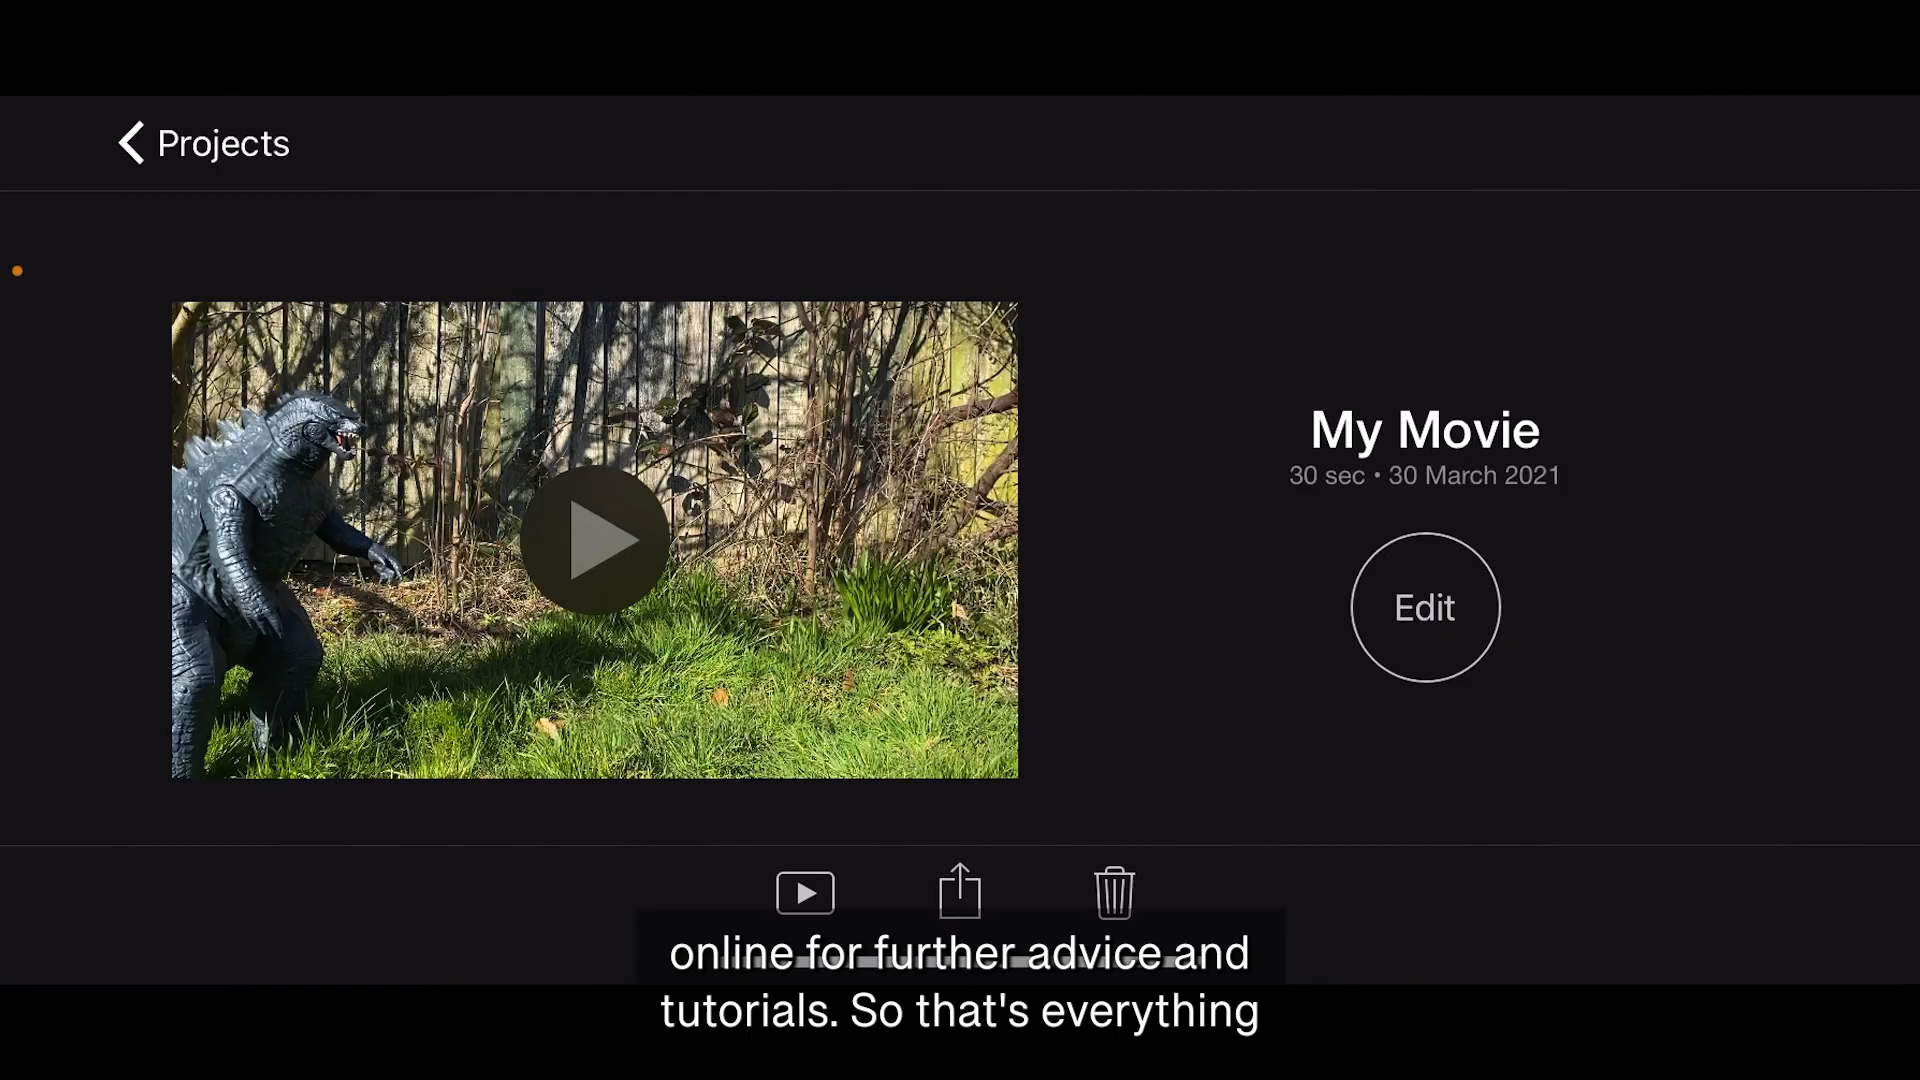 Projects
My Movie
30 sec • 30 March 2021
Edit
online for further advice and
tutorials. So that's everything